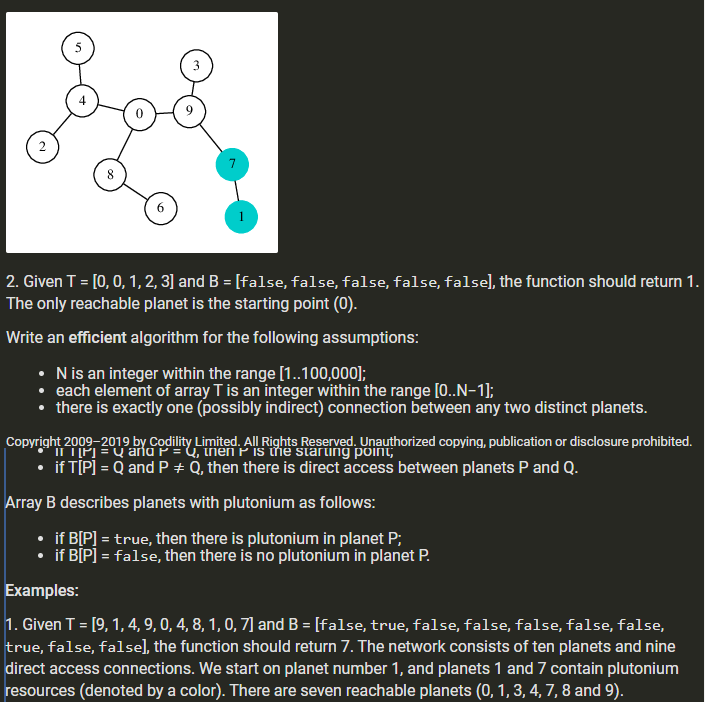 5
3
4
0
9
2
7
8
6
1
2. Given T = [0, 0, 1, 2, 3] and B = [false, false, false, false, false], the function should return 1.
The only reachable planet is the starting point (0).
Write an efficient algorithm for the following assumptions:
• N is an integer within the range [1..100,000];
• each element of array T is an integer within the range [0..N−1];
• there is exactly one (possibly indirect) connection between any two distinct planets.
Copyright 2009–2019 by Codility Limited. All Rights Reserved. Unauthorized copying, publication or disclosure prohibited.
• if T[P] = Q and P = Q, then P is the starting point;
• if T[P] = Q and P ≠ Q, then there is direct access between planets P and Q.
Array B describes planets with plutonium as follows:
• if B[P] = true, then there is plutonium in planet P;
• if B[P] = false, then there is no plutonium in planet P.
Examples:
1. Given T = [9, 1, 4, 9, 0, 4, 8, 1, 0, 7] and B = [false, true, false, false, false, false, false,
true, false, false], the function should return 7. The network consists of ten planets and nine
direct access connections. We start on planet number 1, and planets 1 and 7 contain plutonium
resources (denoted by a color). There are seven reachable planets (0, 1, 3, 4, 7, 8 and 9).